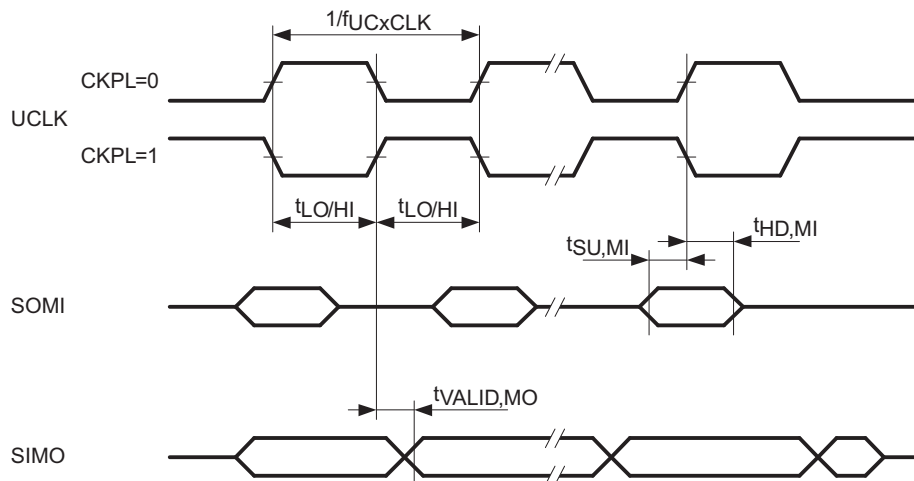 1/fUCxCLK
CKPL=0
UCLK
CKPL=1
tLO/HI tLO/HI
tHD,MI
tSU,MI
SOMI
tVALID,MO
SIMO